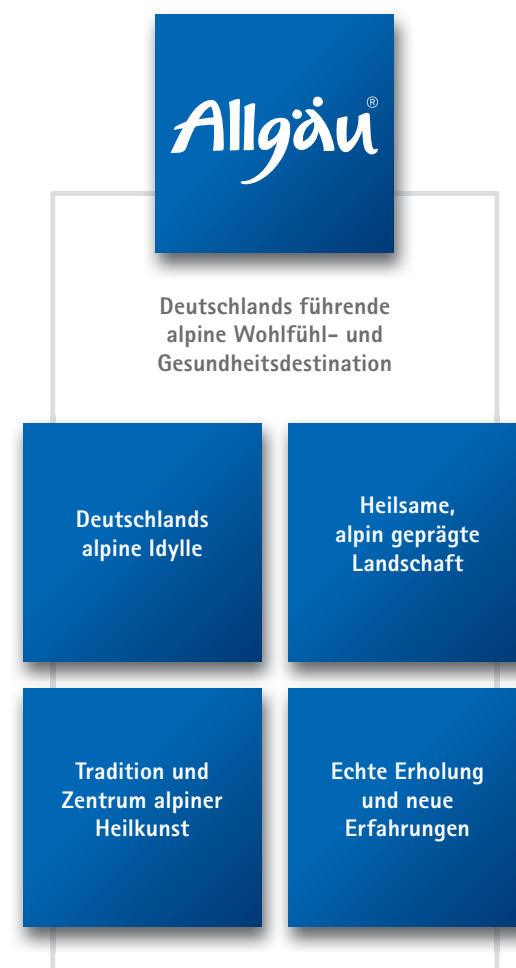 Allgäu®
Deutschlands führende
alpine Wohlfühl- und
Gesundheitsdestination
Deutschlands
alpine Idylle
Heilsame,
alpin geprägte
Landschaft
Tradition und
Zentrum alpiner
Heilkunst
Echte Erholung
und neue
Erfahrungen